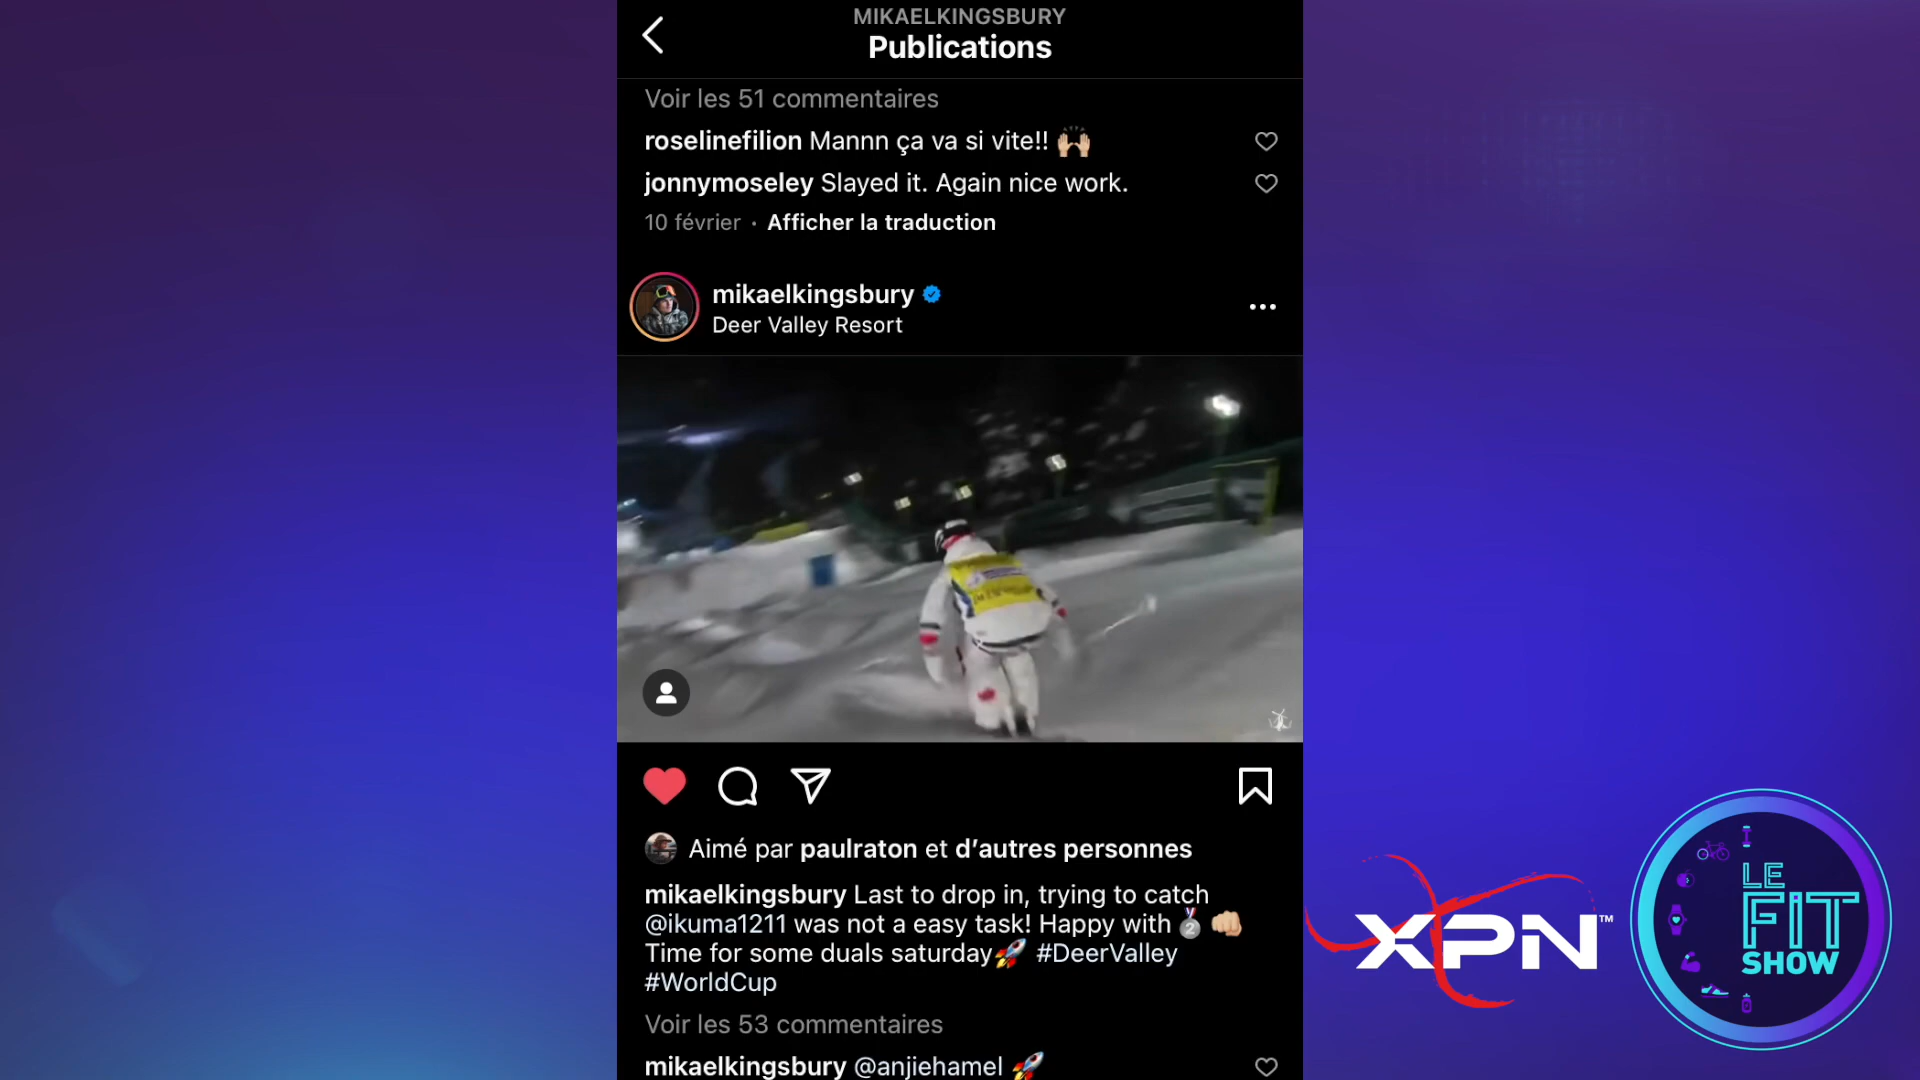 MIKAELKINGSBURY
Publications
Voir les 51 commentaires
roselinefilion Mannn ça va si vite!! 🙌🏼
jonnymoseley Slayed it. Again nice work.
10 février · Afficher la traduction
mikaelkingsbury
Deer Valley Resort
Aimé par paulraton et d'autres personnes
mikaelkingsbury Last to drop in, trying to catch
@ikuma1211 was not a easy task! Happy with 🥈 👊🏼
Time for some duals saturday🚀 #DeerValley
#WorldCup
Voir les 53 commentaires
mikaelkingsbury @anjiehamel 🚀
XPN™
LE
FIT
SHOW